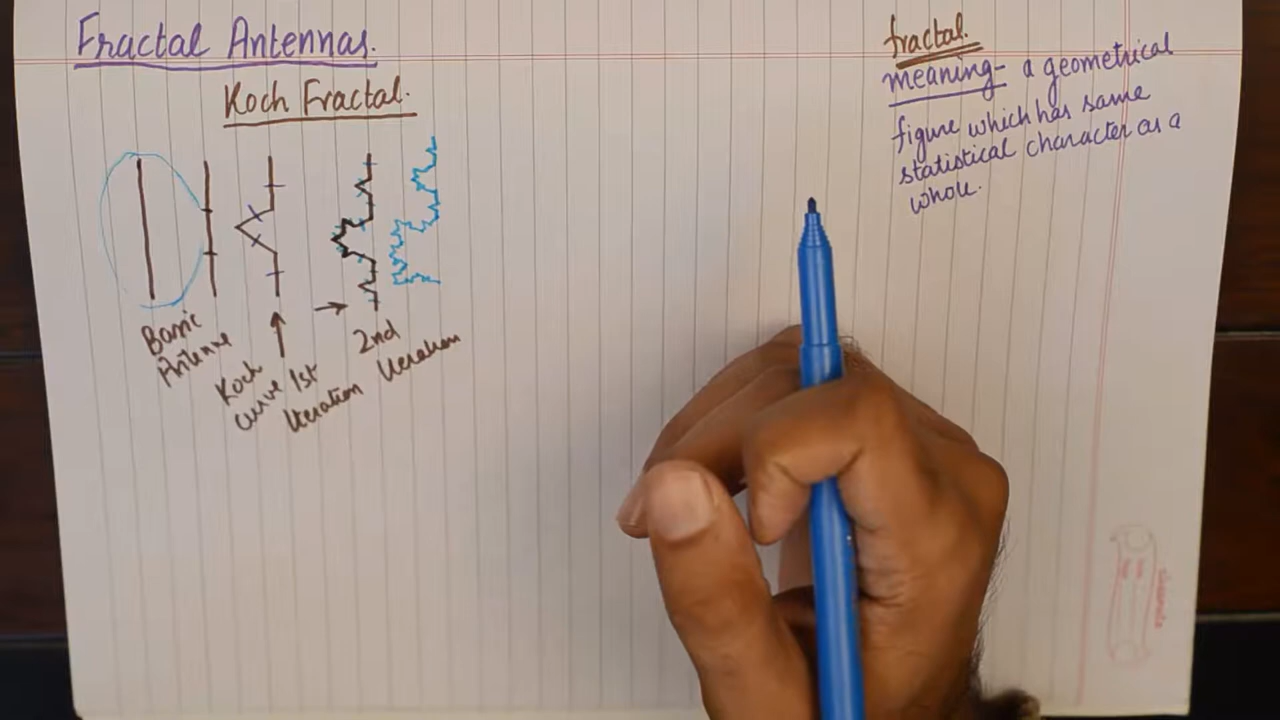 Fractal Antennas.
Koch Fractal.
Basic
Antenna
Koch
curve 1st
Iteration
2nd
Iteration
fractal.
meaning- a geometrical
figure which has same
statistical character as a
whole.